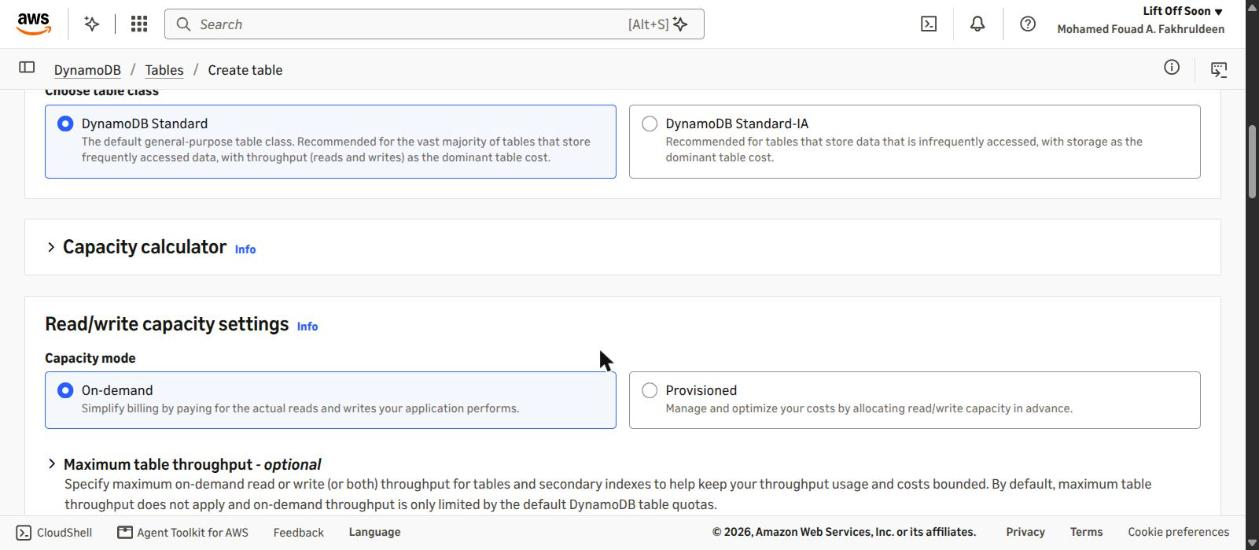 aws
Search
[Alt+S]
Lift Off Soon ▼
Mohamed Fouad A. Fakhruldeen
DynamoDB / Tables / Create table
Choose table class
DynamoDB Standard
The default general-purpose table class. Recommended for the vast majority of tables that store
frequently accessed data, with throughput (reads and writes) as the dominant table cost.
DynamoDB Standard-IA
Recommended for tables that store data that is infrequently accessed, with storage as the
dominant table cost.
Capacity calculator Info
Read/write capacity settings Info
Capacity mode
On-demand
Simplify billing by paying for the actual reads and writes your application performs.
Provisioned
Manage and optimize your costs by allocating read/write capacity in advance.
Maximum table throughput - optional
Specify maximum on-demand read or write (or both) throughput for tables and secondary indexes to help keep your throughput usage and costs bounded. By default, maximum table
throughput does not apply and on-demand throughput is only limited by the default DynamoDB table quotas.
CloudShell Agent Toolkit for AWS Feedback Language © 2026, Amazon Web Services, Inc. or its affiliates. Privacy Terms Cookie preferences